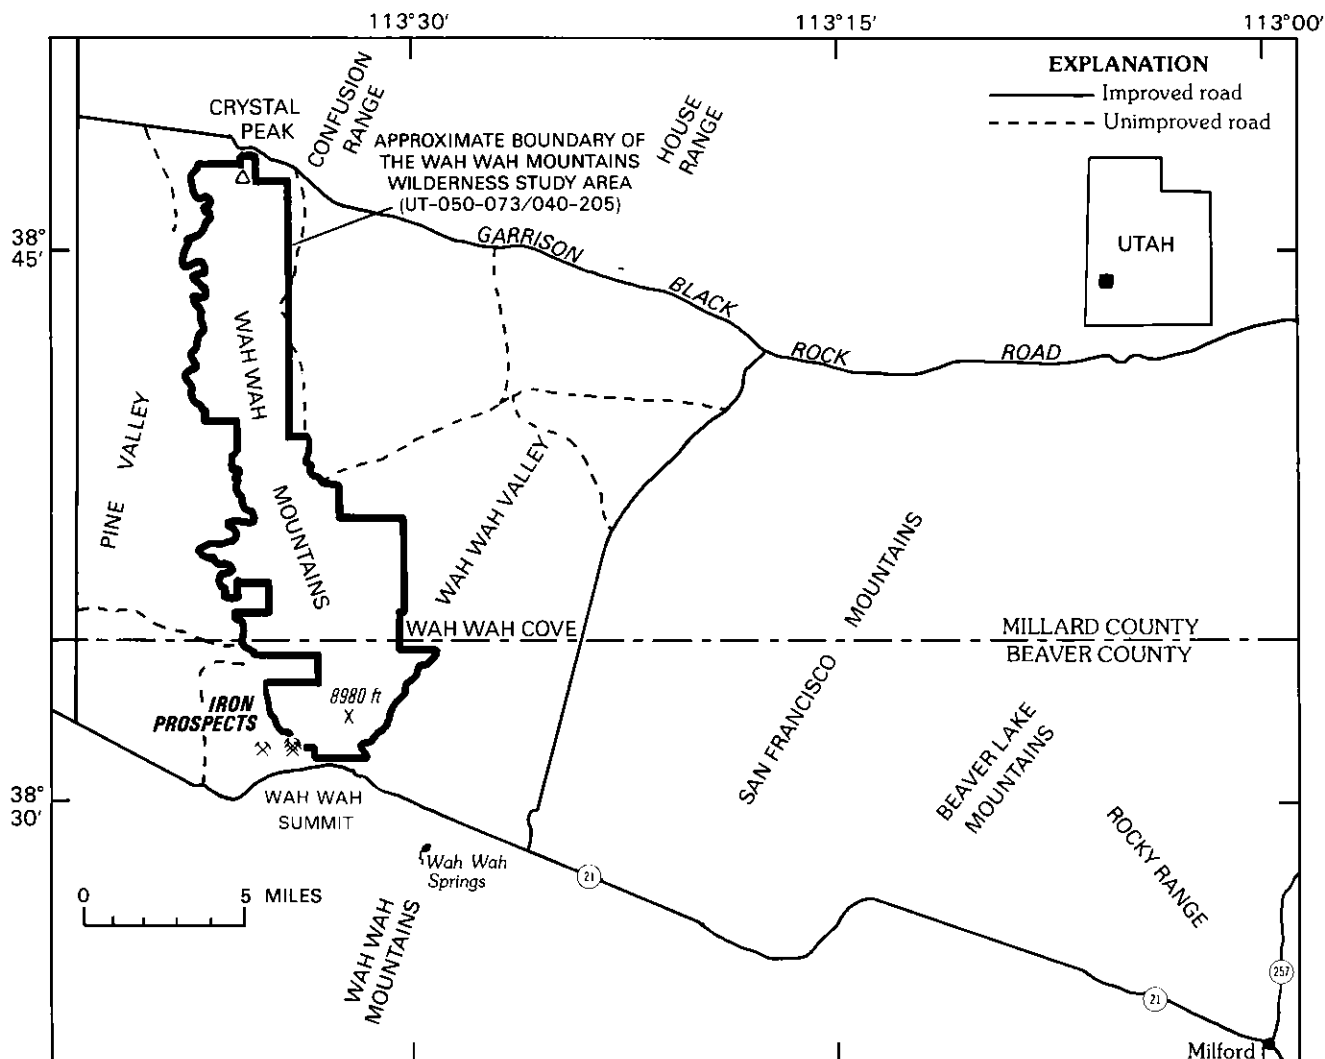 113°30'
113°15'
113°00'
EXPLANATION
Improved road
Unimproved road
CRYSTAL
PEAK
CONFUSION
RANGE
HOUSE
RANGE
APPROXIMATE BOUNDARY OF
THE WAH WAH MOUNTAINS
WILDERNESS STUDY AREA
(UT-050-073/040-205)
38°
45'
GARRISON
BLACK
ROCK
ROAD
UTAH
WAH WAH
MOUNTAINS
PINE VALLEY
WAH WAH VALLEY
SAN FRANCISCO MOUNTAINS
WAH WAH COVE
MILLARD COUNTY
BEAVER COUNTY
IRON
PROSPECTS
8980 ft
X
BEAVER LAKE
MOUNTAINS
ROCKY RANGE
38°
30'
WAH WAH
SUMMIT
Wah Wah
Springs
21
0 5 MILES
WAH WAH
MOUNTAINS
257
21
Milford